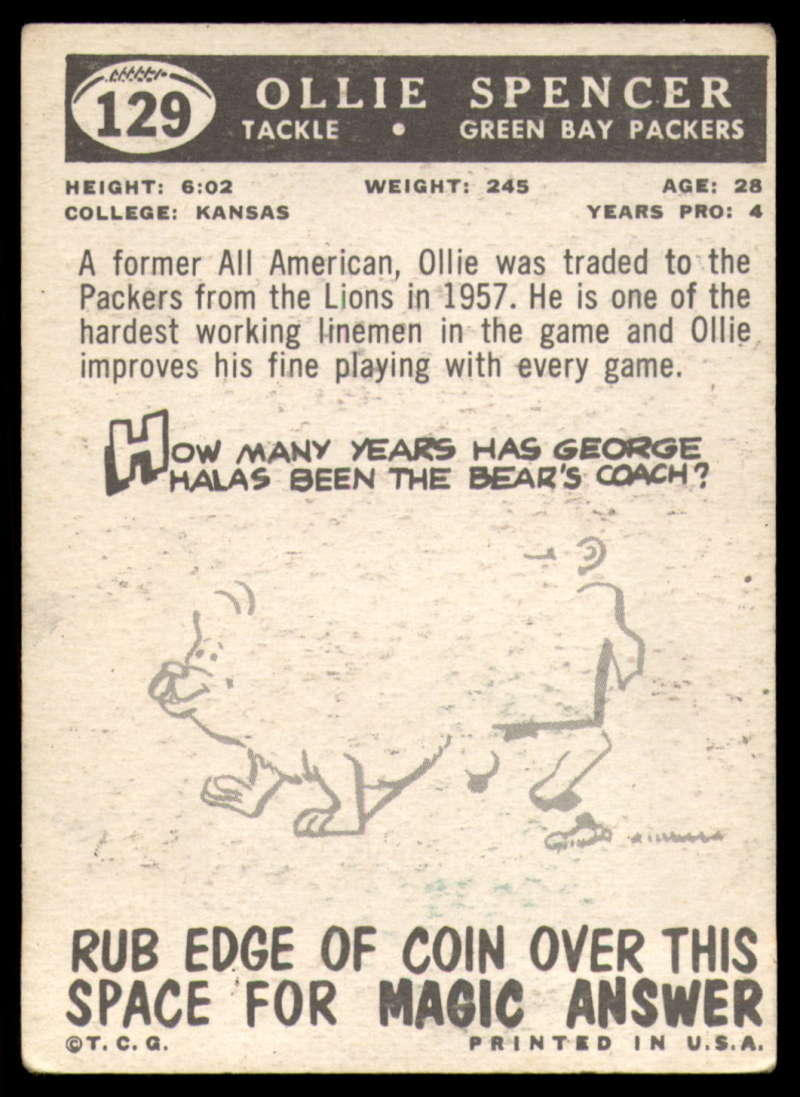 129
OLLIE SPENCER
TACKLE • GREEN BAY PACKERS
HEIGHT: 6:02 WEIGHT: 245 AGE: 28
COLLEGE: KANSAS YEARS PRO: 4
A former All American, Ollie was traded to the
Packers from the Lions in 1957. He is one of the
hardest working linemen in the game and Ollie
improves his fine playing with every game.
HOW MANY YEARS HAS GEORGE
HALAS BEEN THE BEAR'S COACH?
RUB EDGE OF COIN OVER THIS
SPACE FOR MAGIC ANSWER
©T.C.G. PRINTED IN U.S.A.